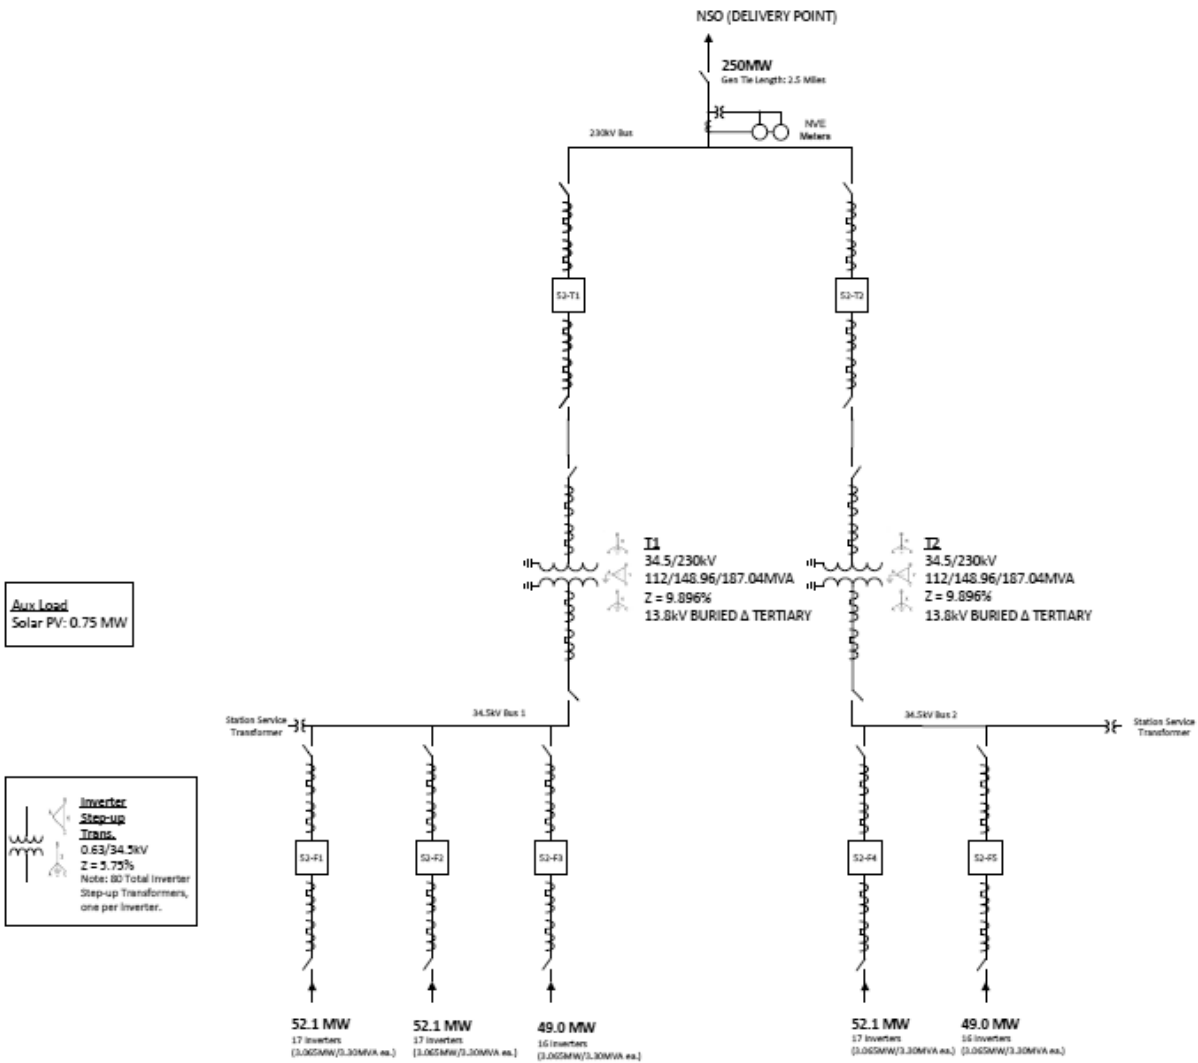 NSO (DELIVERY POINT)
250MW
Gen Tie Length: 2.5 Miles
NVE
Meters
230kV Bus
52-T1
52-T2
T1
34.5/230kV
112/148.96/187.04MVA
Z = 9.896%
13.8kV BURIED Δ TERTIARY
T2
34.5/230kV
112/148.96/187.04MVA
Z = 9.896%
13.8kV BURIED Δ TERTIARY
Aux Load
Solar PV: 0.75 MW
Station Service
Transformer
34.5kV Bus 1
34.5kV Bus 2
Station Service
Transformer
Inverter
Step-up
Trans.
0.63/34.5kV
Z = 5.75%
Note: 80 Total Inverter
Step-up Transformers,
one per Inverter.
52-F1
52-F2
52-F3
52-F4
52-F5
52.1 MW
17 Inverters
(3.065MW/3.30MVA ea.)
52.1 MW
17 Inverters
(3.065MW/3.30MVA ea.)
49.0 MW
16 Inverters
(3.065MW/3.30MVA ea.)
52.1 MW
17 Inverters
(3.065MW/3.30MVA ea.)
49.0 MW
16 Inverters
(3.065MW/3.30MVA ea.)